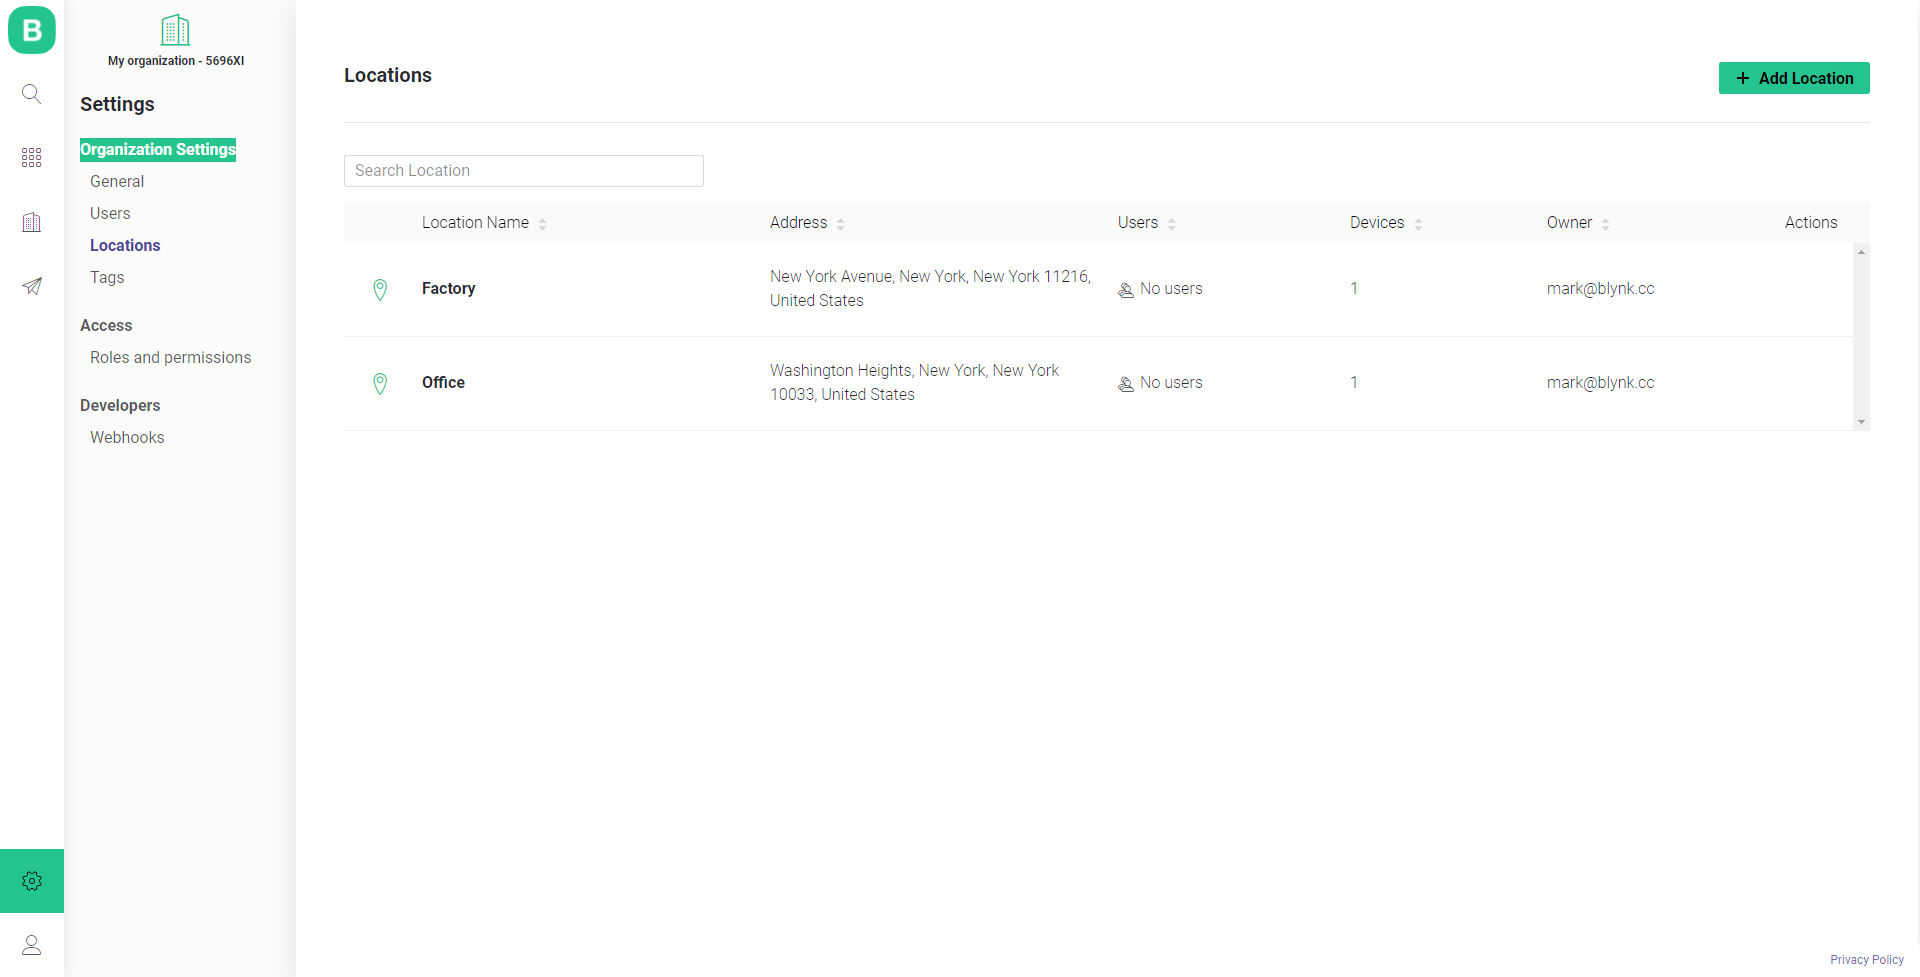 B
My organization - 5696XI
Settings
Organization Settings
General
Users
Locations
Tags
Access
Roles and permissions
Developers
Webhooks
Locations
+ Add Location
Search Location
Location Name Address Users Devices Owner Actions
Factory
New York Avenue, New York, New York 11216,
United States
No users
1
mark@blynk.cc
Office
Washington Heights, New York, New York
10033, United States
No users
1
mark@blynk.cc
Privacy Policy